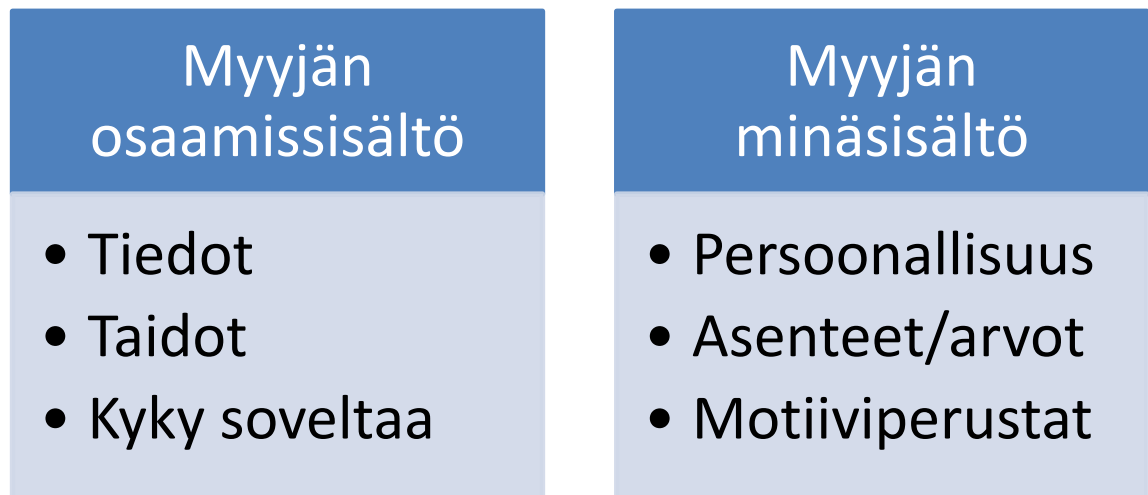 Myyjän
osaamissisältö
• Tiedot
• Taidot
• Kyky soveltaa
Myyjän
minäsisältö
• Persoonallisuus
• Asenteet/arvot
• Motiiviperustat